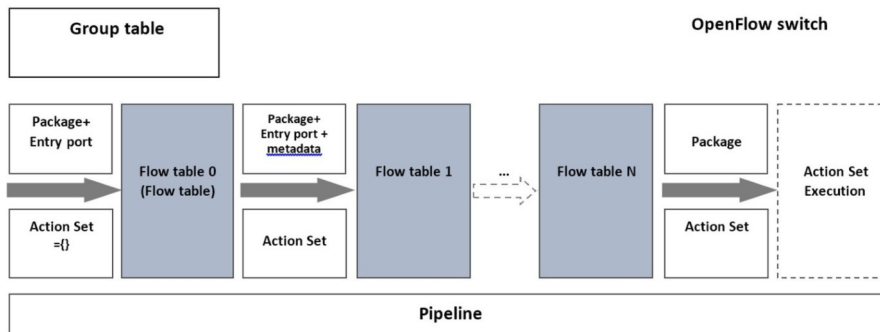 Group table
OpenFlow switch
Package+
Entry port
Flow table 0
(Flow table)
Package+
Entry port +
metadata
Flow table 1
...
Flow table N
Package
Action Set
Execution
Action Set
={}
Action Set
Action Set
Pipeline